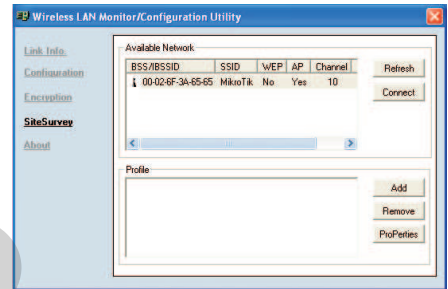 Wireless LAN Monitor/Configuration Utility
Link Info.
Configuration
Encryption
SiteSurvey
About
Available Network
BSS/IBSSID SSID WEP AP Channel
00-02-6F-3A-65-65 MikroTik No Yes 10
Refresh
Connect
Profile
Add
Remove
ProPerties